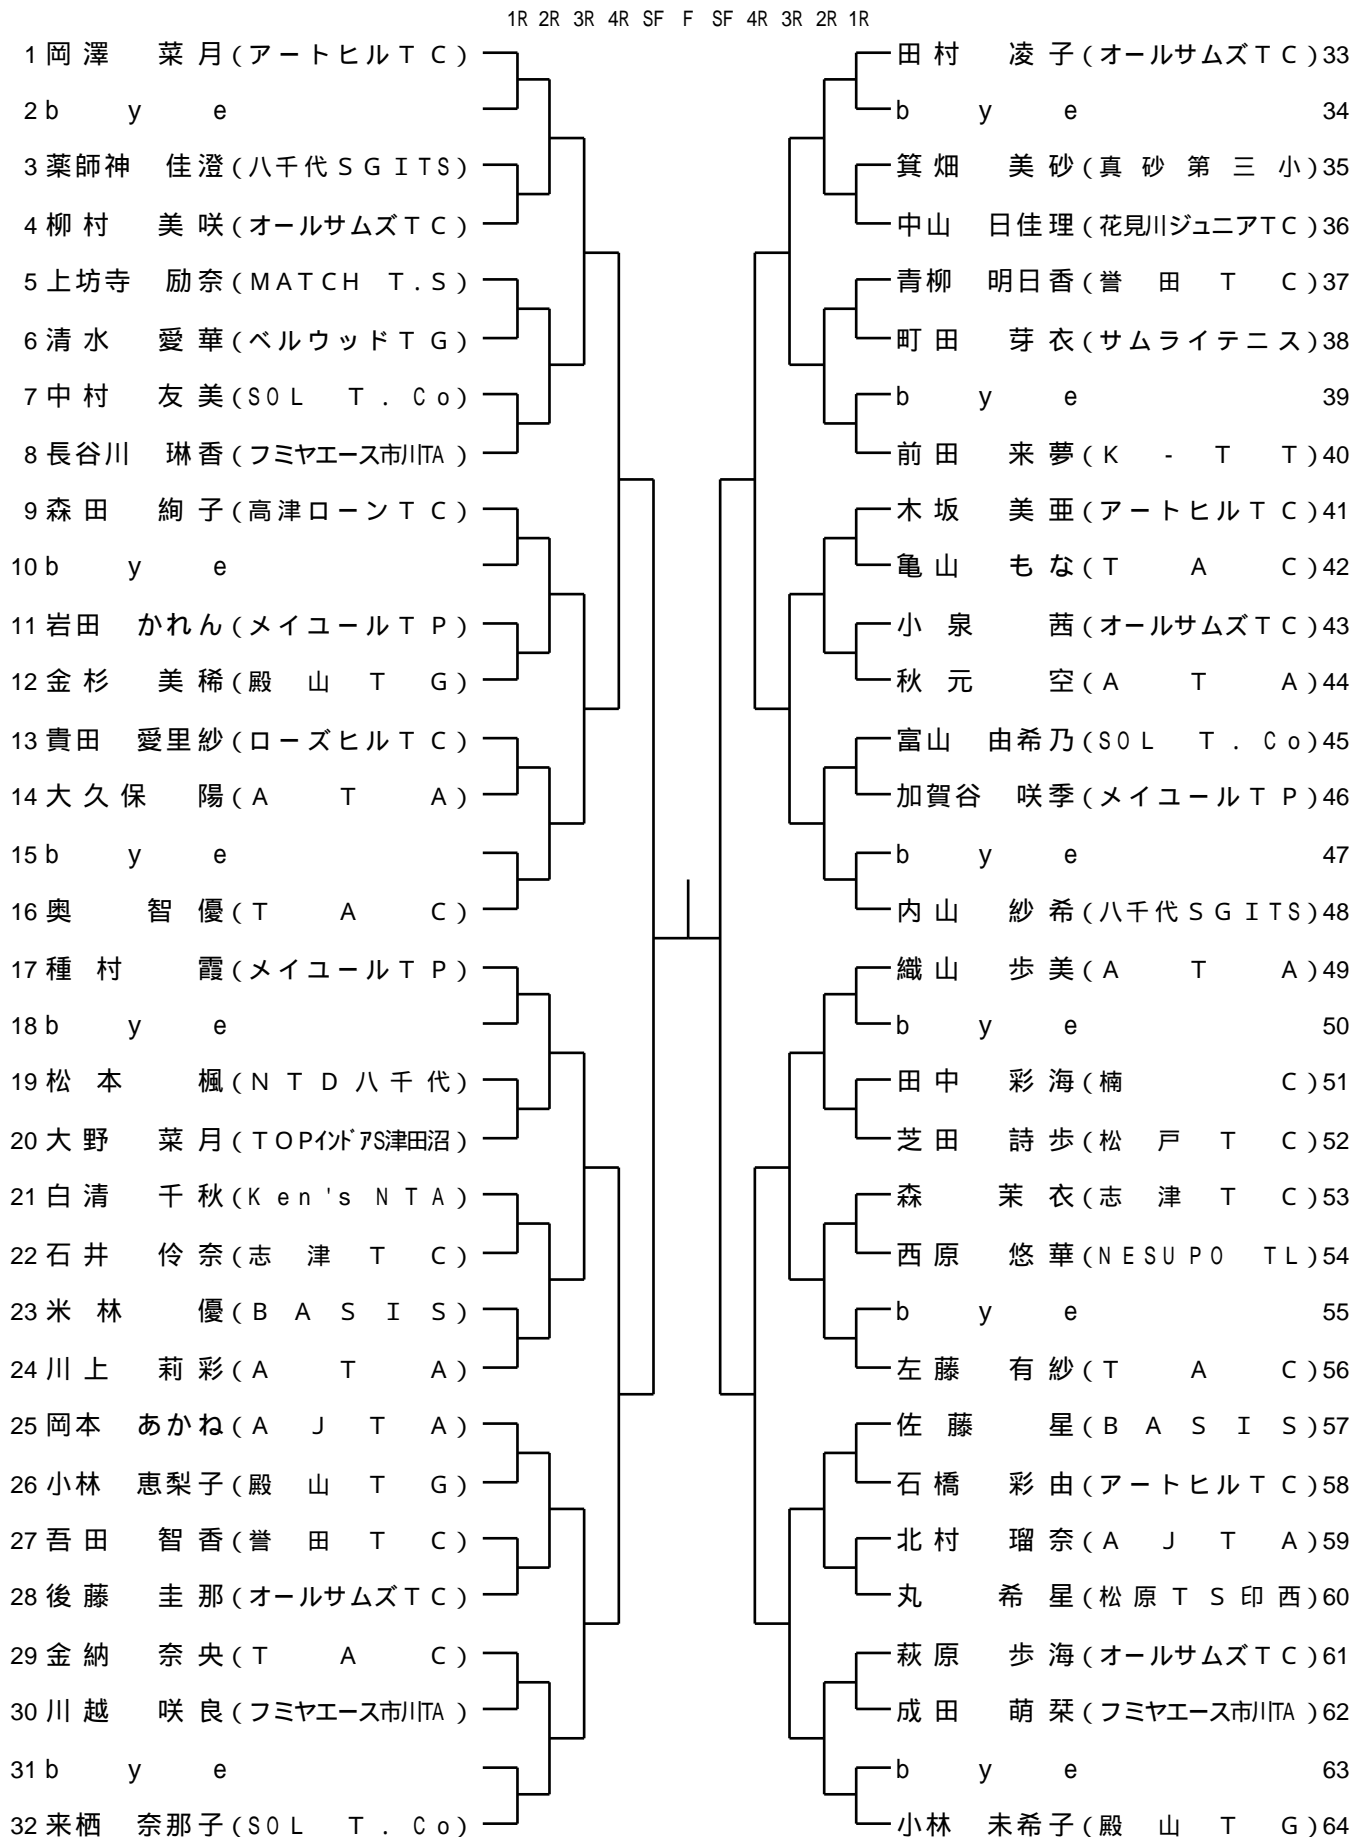 1R 2R 3R 4R SF F SF 4R 3R 2R 1R
1 岡澤 菜月 (アートヒルTC)
2 bye
3 薬師神 佳澄 (八千代SGITS)
4 柳村 美咲 (オールサムズTC)
5 上坊寺 励奈 (MATCH T.S)
6 清水 愛華 (ベルウッドTG)
7 中村 友美 (SOL T.Co)
8 長谷川 琳香 (フミヤエース市川TA)
9 森田 絢子 (高津ローンTC)
10 bye
11 岩田 かれん (メイユールTP)
12 金杉 美稀 (殿山TG)
13 貴田 愛里紗 (ローズヒルTC)
14 大久保 陽 (ATA)
15 bye
16 奥 智優 (TAC)
17 種村 霞 (メイユールTP)
18 bye
19 松本 楓 (NTD八千代)
20 大野 菜月 (TOPインドアS津田沼)
21 白清 千秋 (Ken's NTA)
22 石井 伶奈 (志津TC)
23 米林 優 (BASIS)
24 川上 莉彩 (ATA)
25 岡本 あかね (AJTA)
26 小林 恵梨子 (殿山TG)
27 吾田 智香 (誉田TC)
28 後藤 圭那 (オールサムズTC)
29 金納 奈央 (TAC)
30 川越 咲良 (フミヤエース市川TA)
31 bye
32 来栖 奈那子 (SOL T.Co)
田村 凌子 (オールサムズTC) 33
bye 34
箕畑 美砂 (真砂第三小) 35
中山 日佳理 (花見川ジュニアTC) 36
青柳 明日香 (誉田TC) 37
町田 芽衣 (サムライテニス) 38
bye 39
前田 来夢 (K-TT) 40
木坂 美亜 (アートヒルTC) 41
亀山 もな (TAC) 42
小泉 茜 (オールサムズTC) 43
秋元 空 (ATA) 44
富山 由希乃 (SOL T.Co) 45
加賀谷 咲季 (メイユールTP) 46
bye 47
内山 紗希 (八千代SGITS) 48
織山 歩美 (ATA) 49
bye 50
田中 彩海 (楠C) 51
芝田 詩歩 (松戸TC) 52
森 茉衣 (志津TC) 53
西原 悠華 (NESUPO TL) 54
bye 55
左藤 有紗 (TAC) 56
佐藤 星 (BASIS) 57
石橋 彩由 (アートヒルTC) 58
北村 瑠奈 (AJTA) 59
丸 希星 (松原TS印西) 60
萩原 歩海 (オールサムズTC) 61
成田 萌栞 (フミヤエース市川TA) 62
bye 63
小林 未希子 (殿山TG) 64